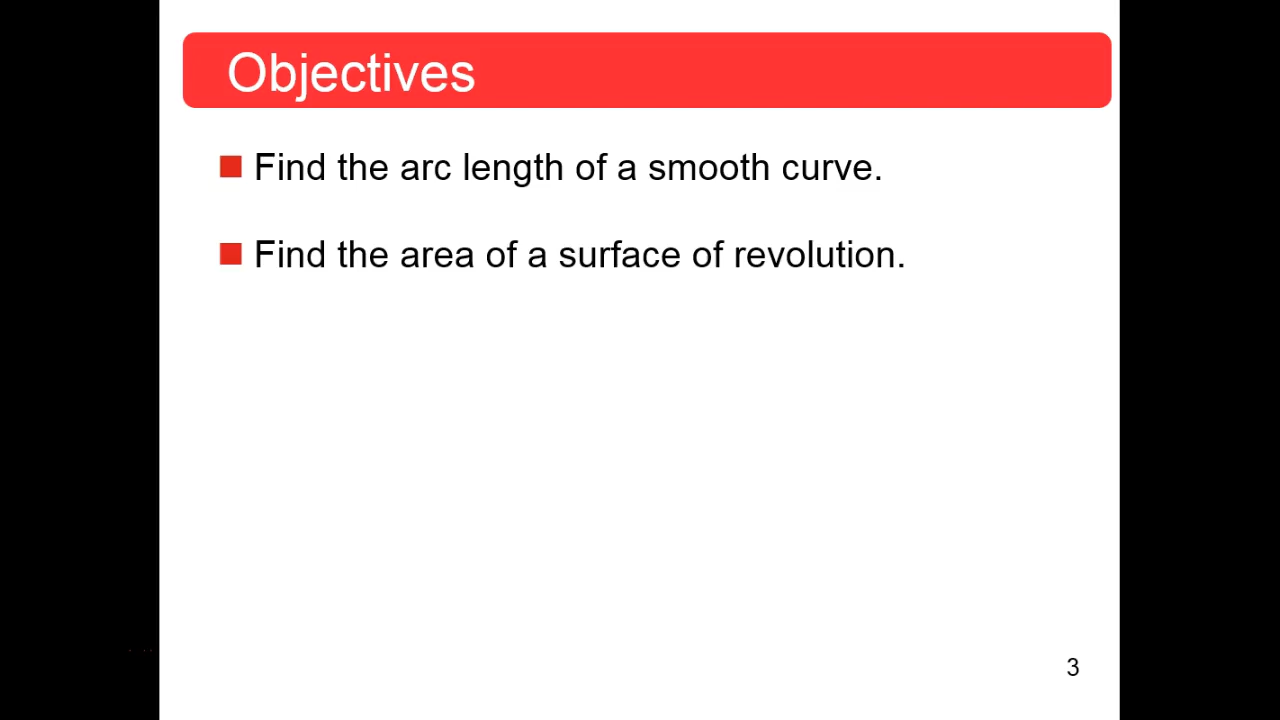 Objectives
Find the arc length of a smooth curve.
Find the area of a surface of revolution.
3